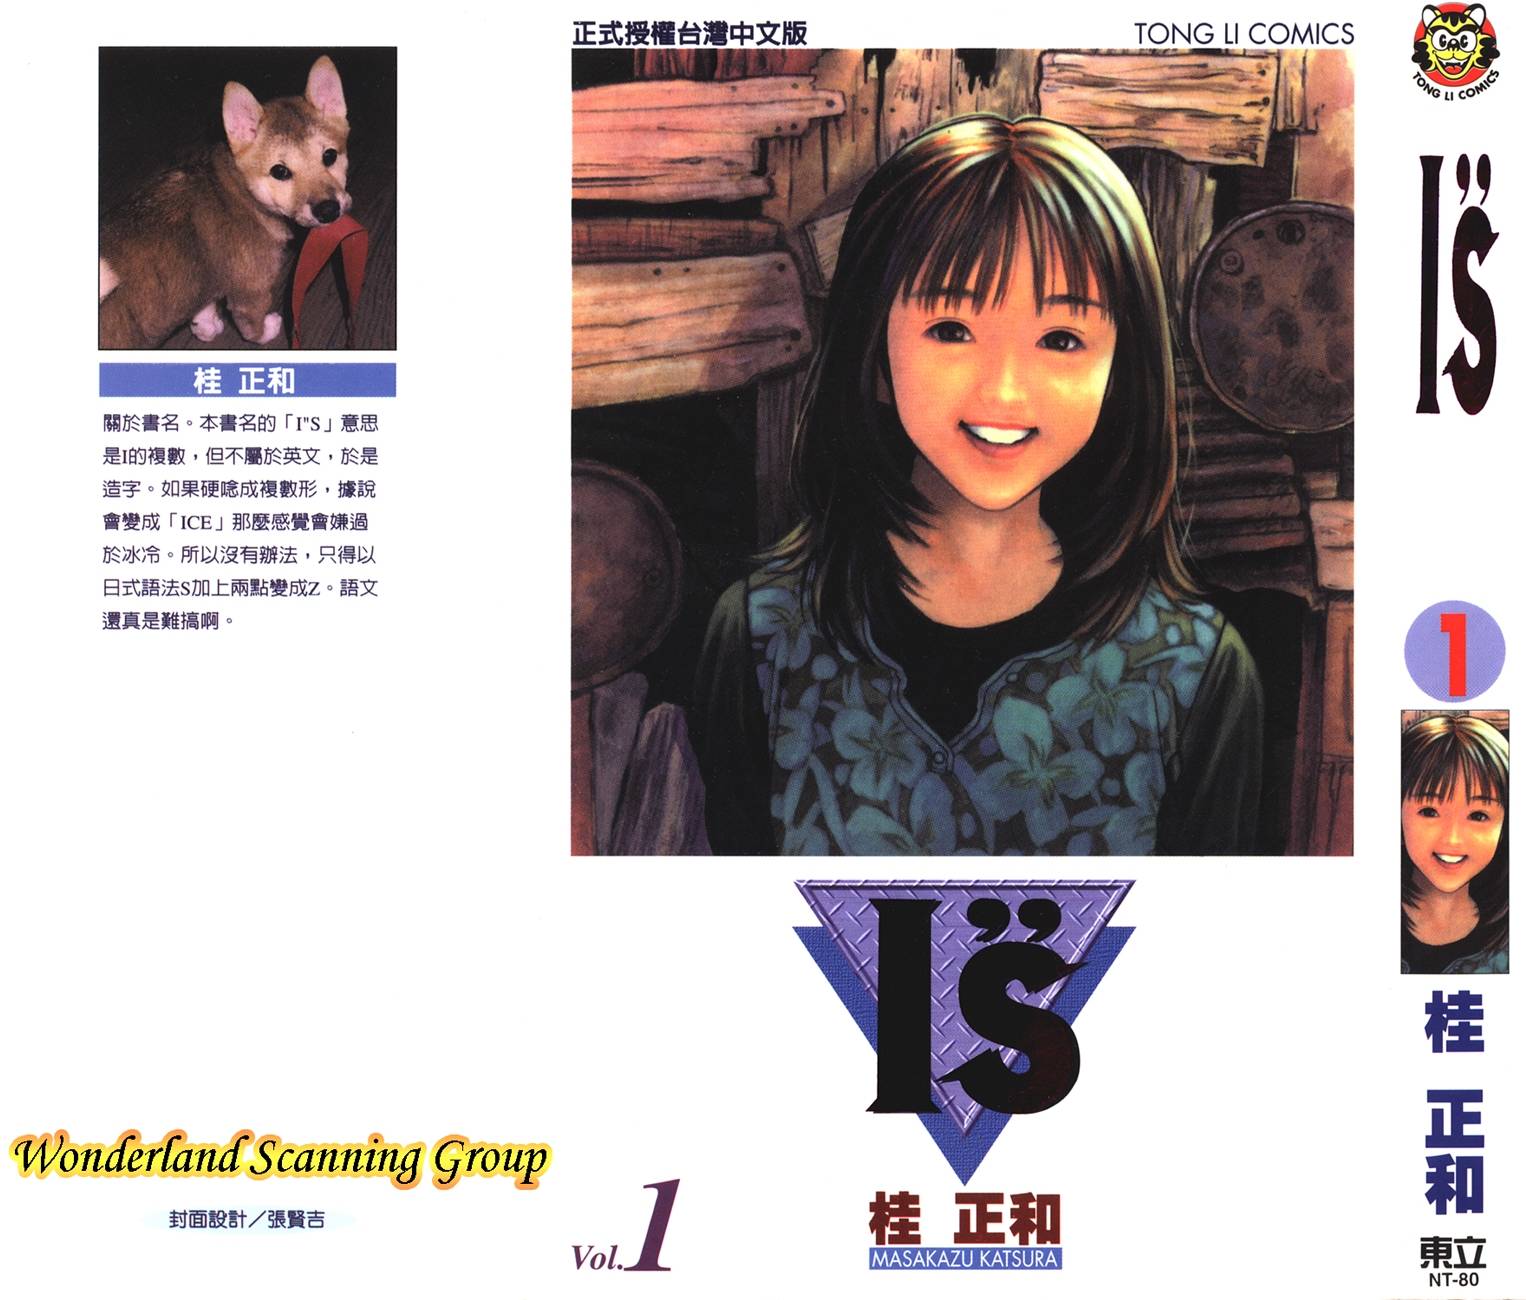 桂 正和
關於書名。本書名的「I"S」意思
是I的複數，但不屬於英文，於是
造字。如果硬唸成複數形，據說
會變成「ICE」那麼感覺會嫌過
於冰冷。所以沒有辦法，只得以
日式語法S加上兩點變成Z。語文
還真是難搞啊。
Wonderland Scanning Group
封面設計／張賢吉
正式授權台灣中文版
TONG LI COMICS
I"s
Vol.1
桂 正和
MASAKAZU KATSURA
TONG LI COMICS
I"s
1
桂 正和
東立
NT-80